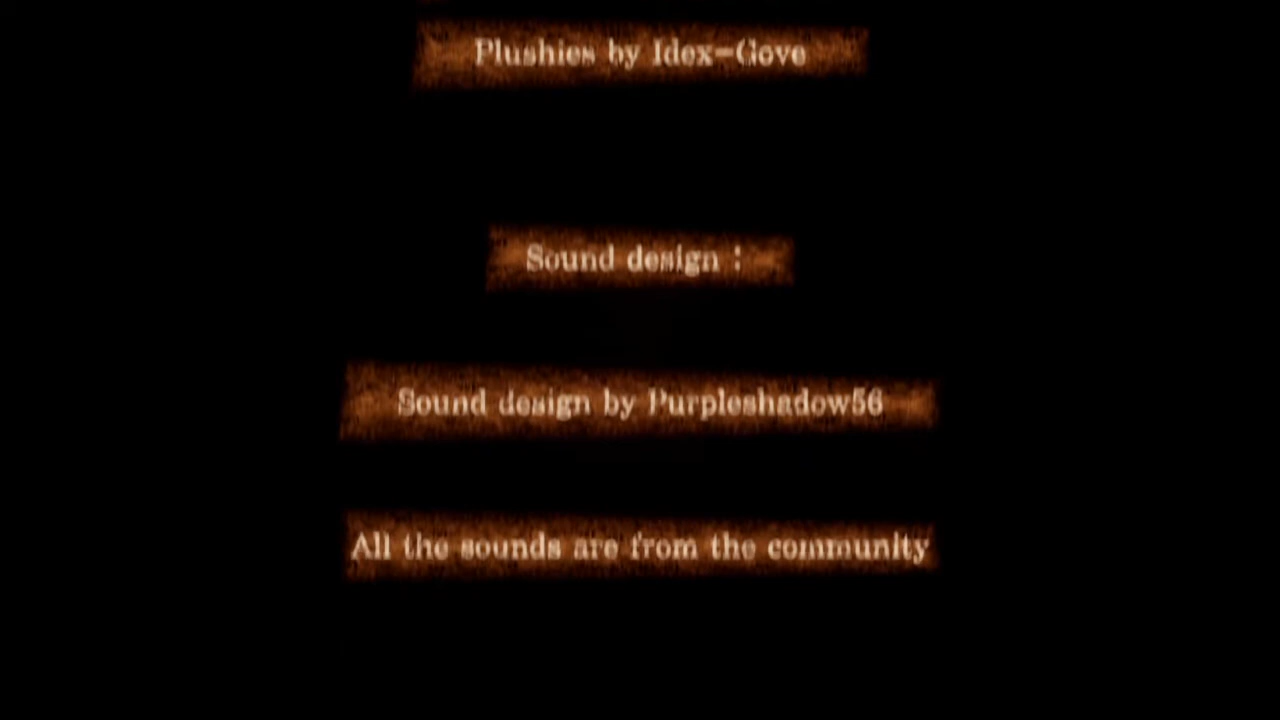 Plushies by Idex-Gove
Sound design :
Sound design by Purpleshadow56
All the sounds are from the community